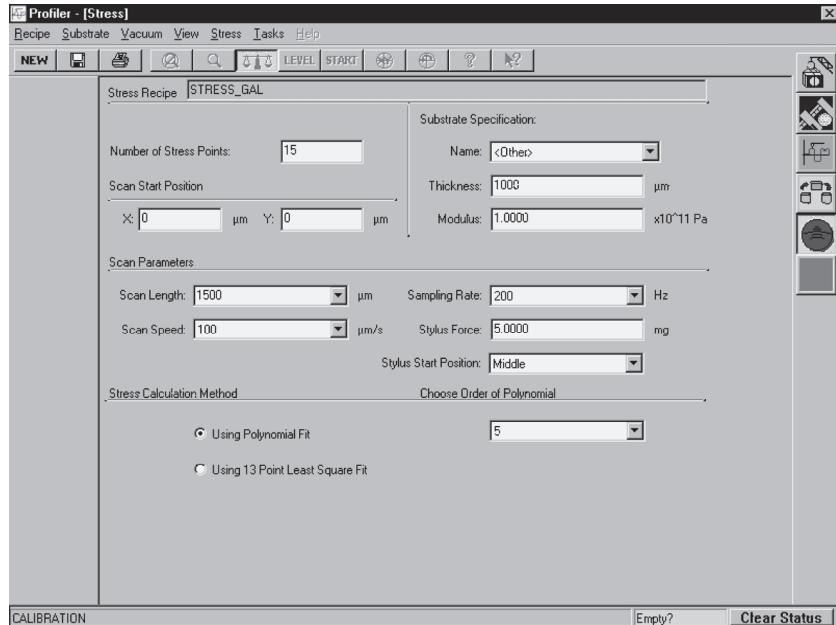 Profiler - [Stress]
Recipe Substrate Vacuum View Stress Tasks Help
NEW LEVEL START
Stress Recipe STRESS_GAL
Substrate Specification:
Number of Stress Points: 15
Name: <Other>
Scan Start Position
Thickness: 1000 µm
X: 0 µm Y: 0 µm
Modulus: 1.0000 x10^11 Pa
Scan Parameters
Scan Length: 1500 µm
Sampling Rate: 200 Hz
Scan Speed: 100 µm/s
Stylus Force: 5.0000 mg
Stylus Start Position: Middle
Stress Calculation Method
Choose Order of Polynomial
Using Polynomial Fit
5
Using 13 Point Least Square Fit
CALIBRATION
Empty?
Clear Status